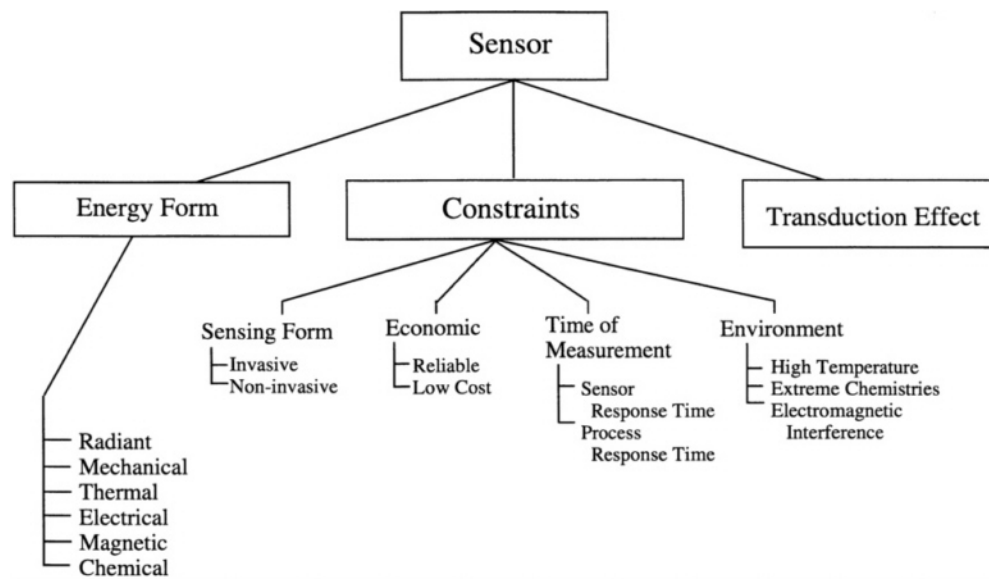 Sensor
Energy Form
Constraints
Transduction Effect
Sensing Form
Invasive
Non-invasive
Economic
Reliable
Low Cost
Time of
Measurement
Sensor
Response Time
Process
Response Time
Environment
High Temperature
Extreme Chemistries
Electromagnetic
Interference
Radiant
Mechanical
Thermal
Electrical
Magnetic
Chemical